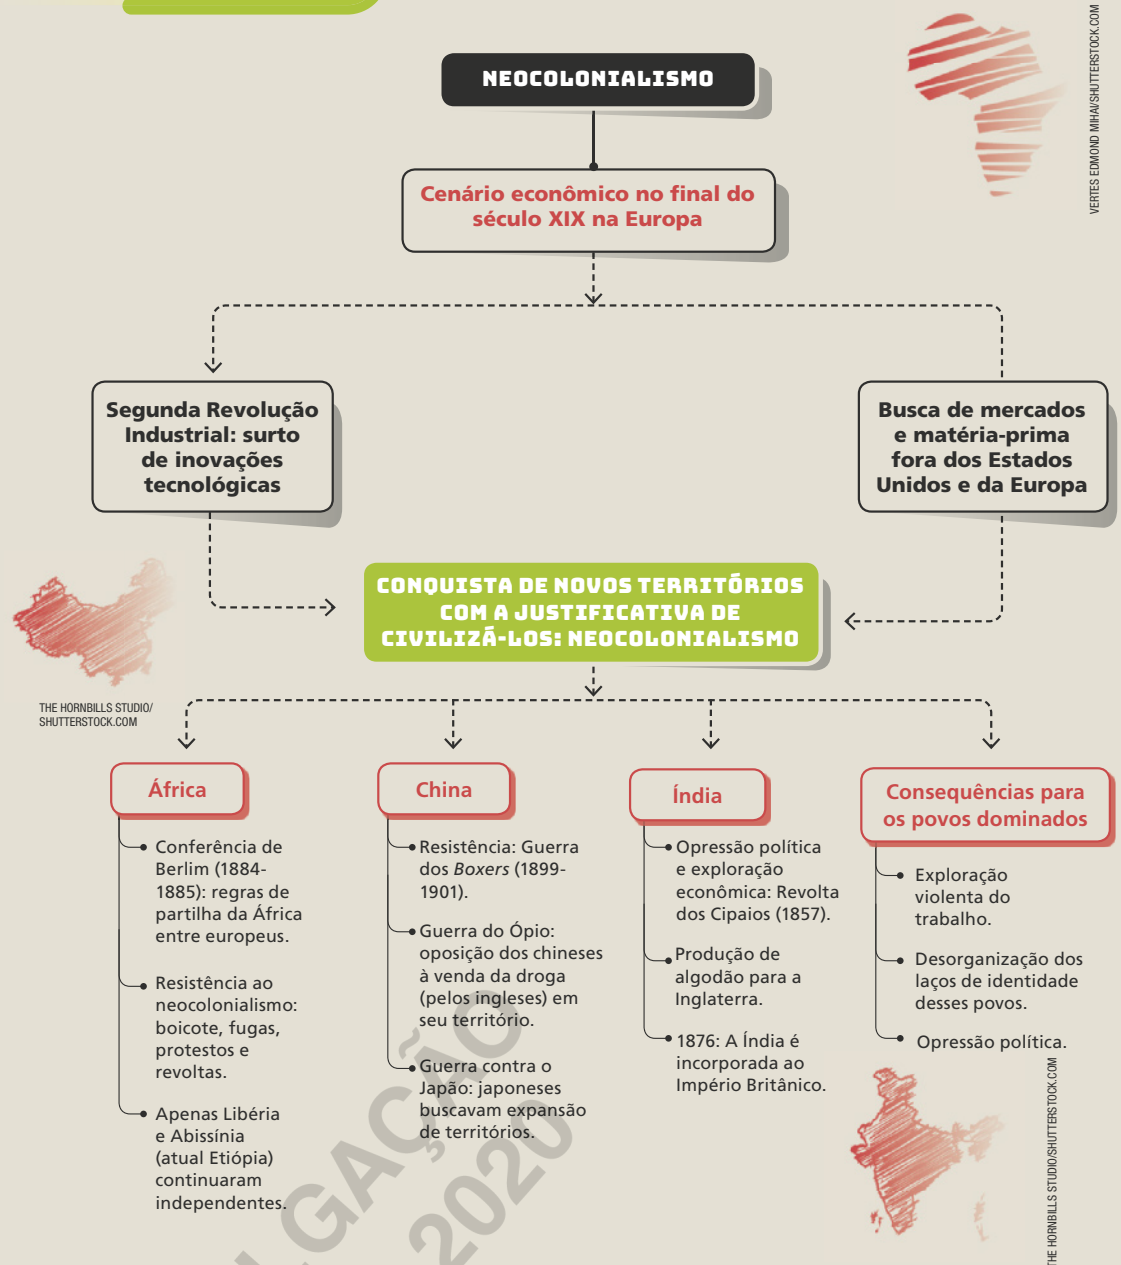 VERTES EDMOND MIHAI/SHUTTERSTOCK.COM
NEOCOLONIALISMO
Cenário econômico no final do
século XIX na Europa
Segunda Revolução
Industrial: surto
de inovações
tecnológicas
Busca de mercados
e matéria-prima
fora dos Estados
Unidos e da Europa
CONQUISTA DE NOVOS TERRITÓRIOS
COM A JUSTIFICATIVA DE
CIVILIZÁ-LOS: NEOCOLONIALISMO
THE HORNBILLS STUDIO/
SHUTTERSTOCK.COM
África
Conferência de
Berlim (1884-
1885): regras de
partilha da África
entre europeus.
Resistência ao
neocolonialismo:
boicote, fugas,
protestos e
revoltas.
Apenas Libéria
e Abissínia
(atual Etiópia)
continuaram
independentes.
China
Resistência: Guerra
dos Boxers (1899-
1901).
Guerra do Ópio:
oposição dos chineses
à venda da droga
(pelos ingleses) em
seu território.
Guerra contra o
Japão: japoneses
buscavam expansão
de territórios.
Índia
Opressão política
e exploração
econômica: Revolta
dos Cipaios (1857).
Produção de
algodão para a
Inglaterra.
1876: A Índia é
incorporada ao
Império Britânico.
Consequências para
os povos dominados
Exploração
violenta do
trabalho.
Desorganização dos
laços de identidade
desses povos.
Opressão política.
THE HORNBILLS STUDIO/SHUTTERSTOCK.COM
LGAÇÃO
2020